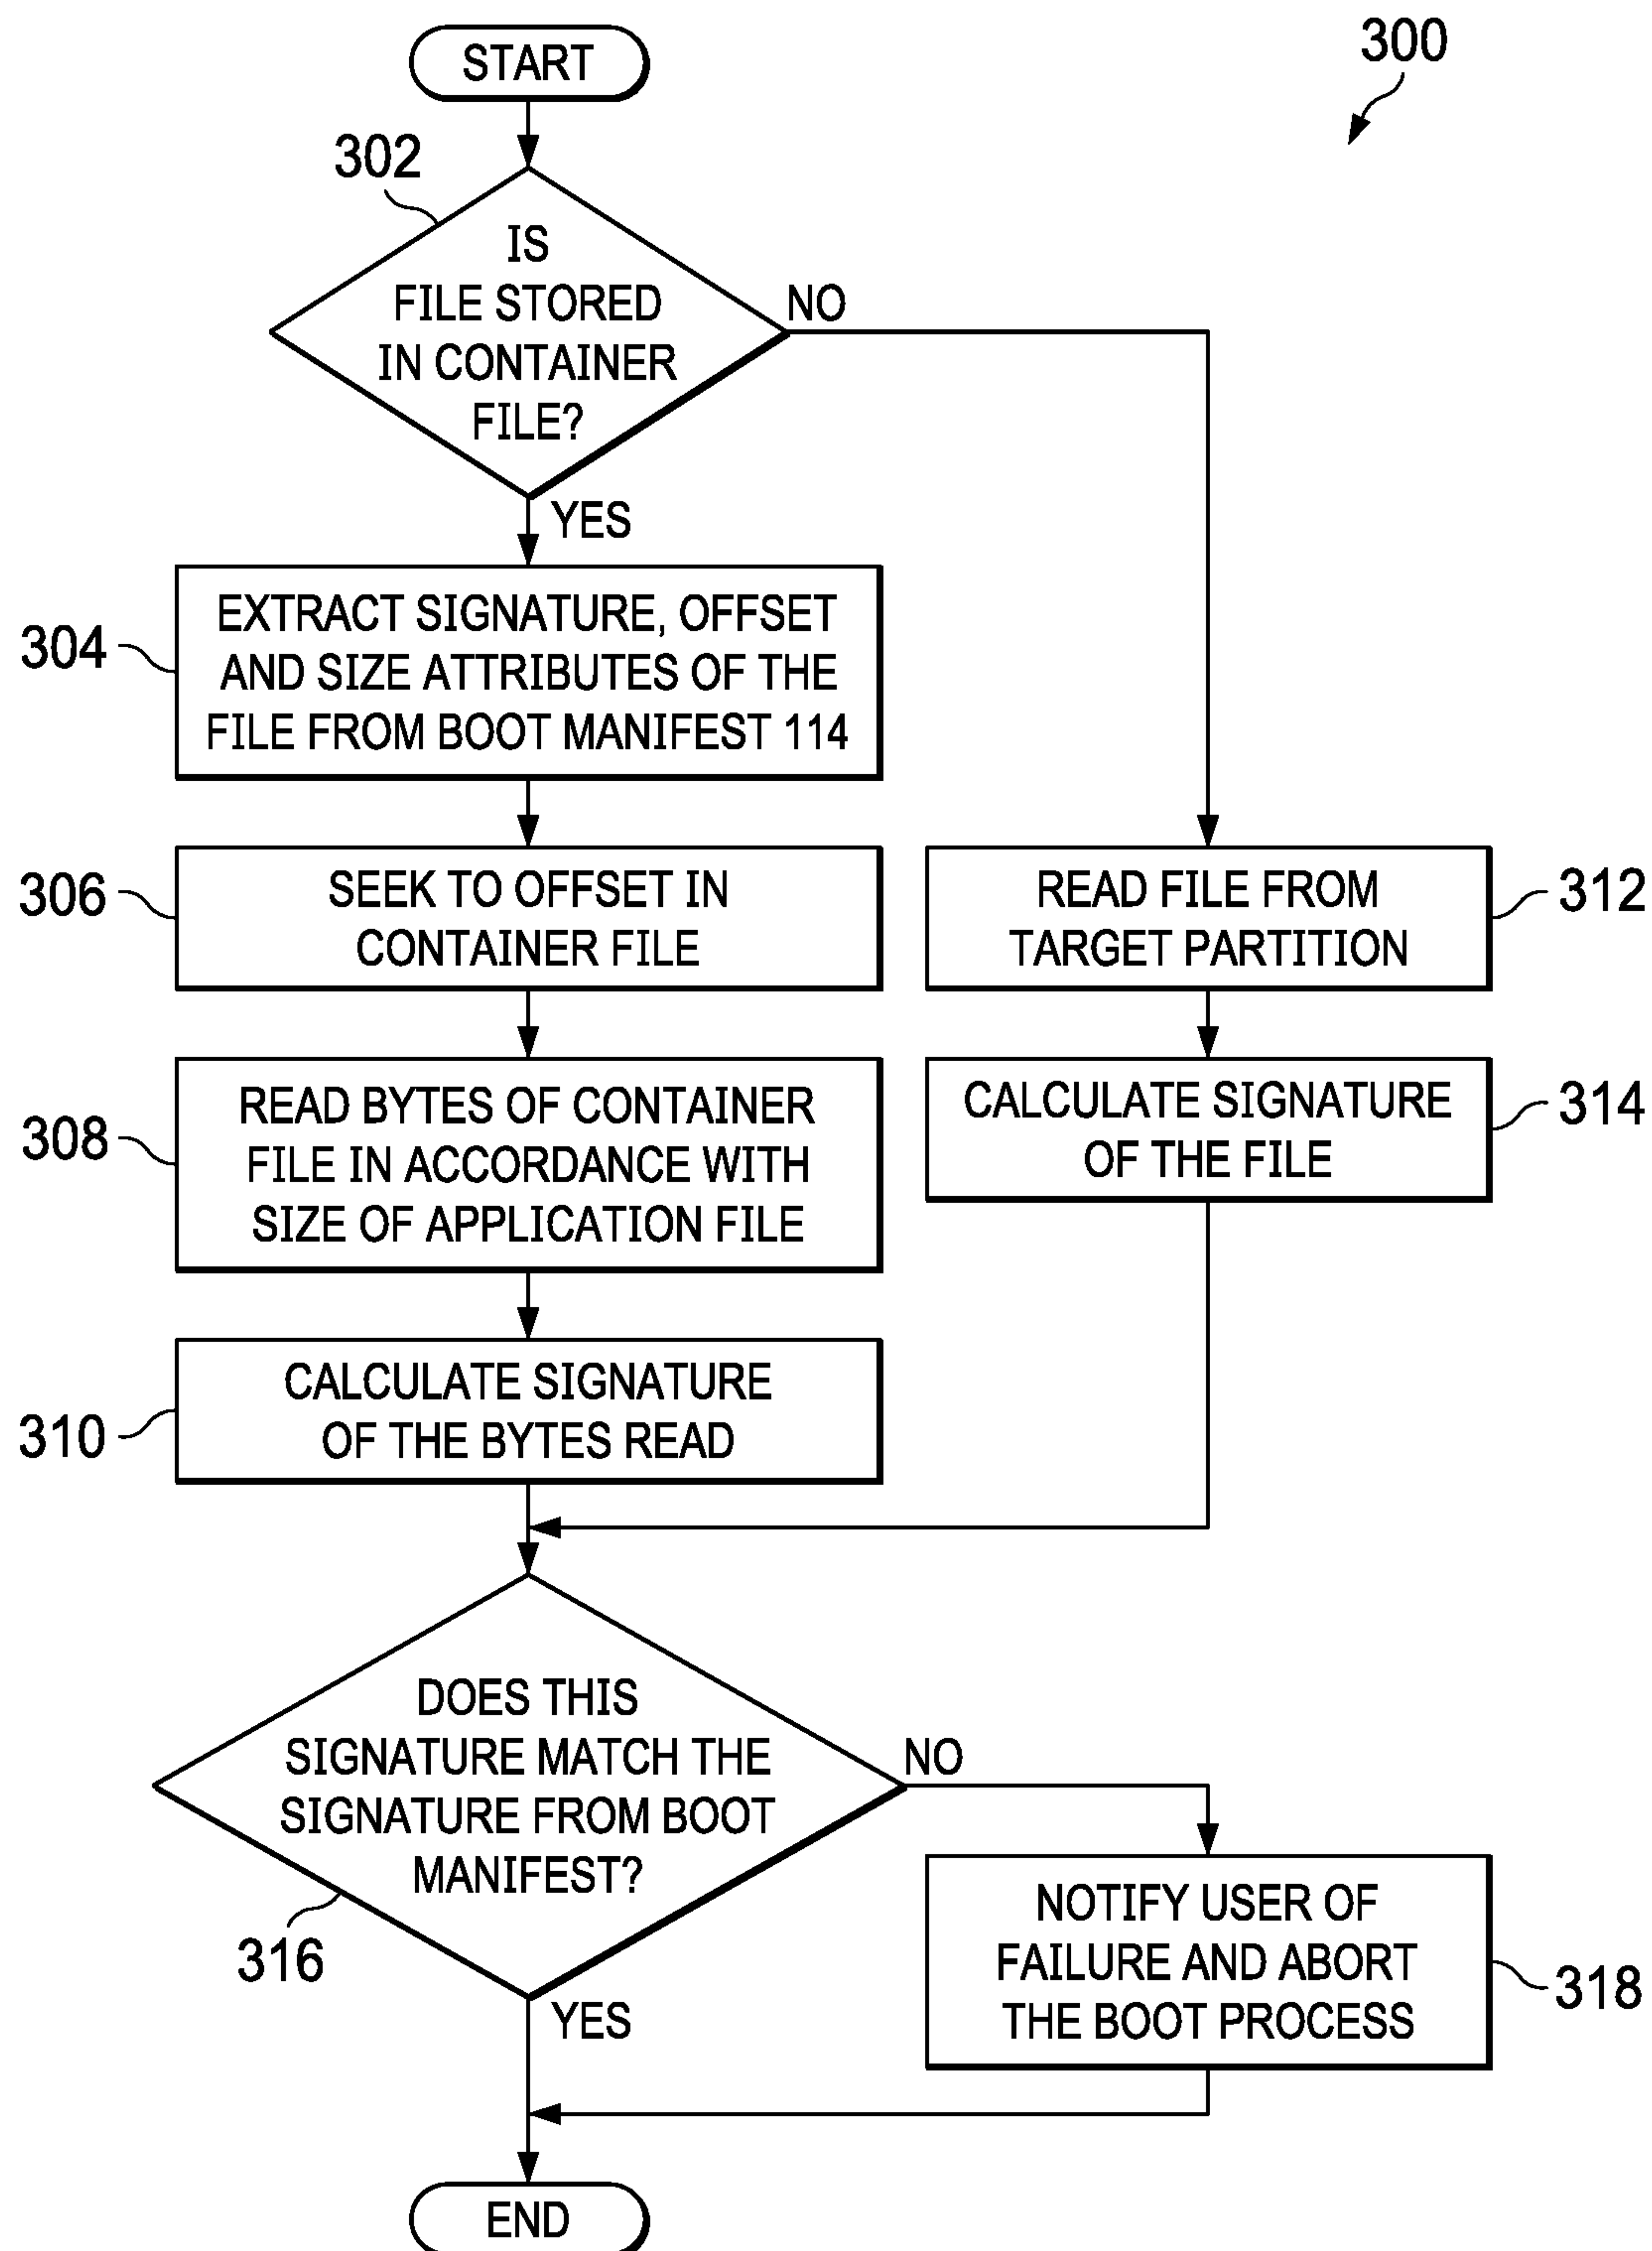 START
300
302
IS
FILE STORED
IN CONTAINER
FILE?
NO
YES
304
EXTRACT SIGNATURE, OFFSET
AND SIZE ATTRIBUTES OF THE
FILE FROM BOOT MANIFEST 114
306
SEEK TO OFFSET IN
CONTAINER FILE
READ FILE FROM
TARGET PARTITION
312
308
READ BYTES OF CONTAINER
FILE IN ACCORDANCE WITH
SIZE OF APPLICATION FILE
CALCULATE SIGNATURE
OF THE FILE
314
310
CALCULATE SIGNATURE
OF THE BYTES READ
DOES THIS
SIGNATURE MATCH THE
SIGNATURE FROM BOOT
MANIFEST?
NO
316
YES
NOTIFY USER OF
FAILURE AND ABORT
THE BOOT PROCESS
318
END